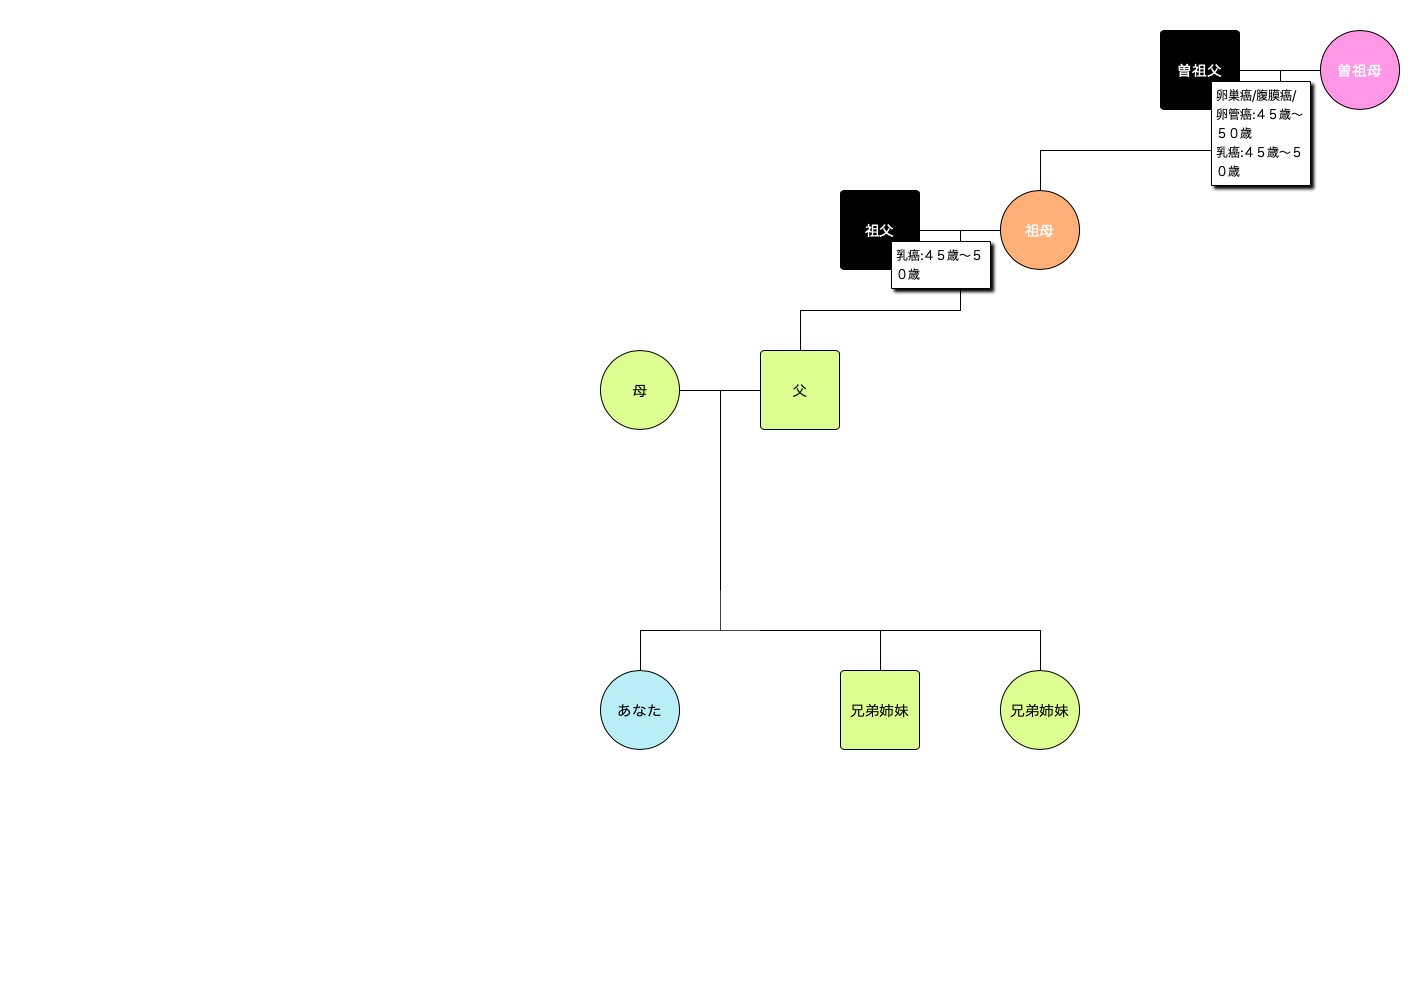 曽祖父
曽祖母
卵巣癌/腹膜癌/
卵管癌:４５歳〜
５０歳
乳癌:４５歳〜５
０歳
祖父
祖母
乳癌:４５歳〜５
０歳
母
父
あなた
兄弟姉妹
兄弟姉妹